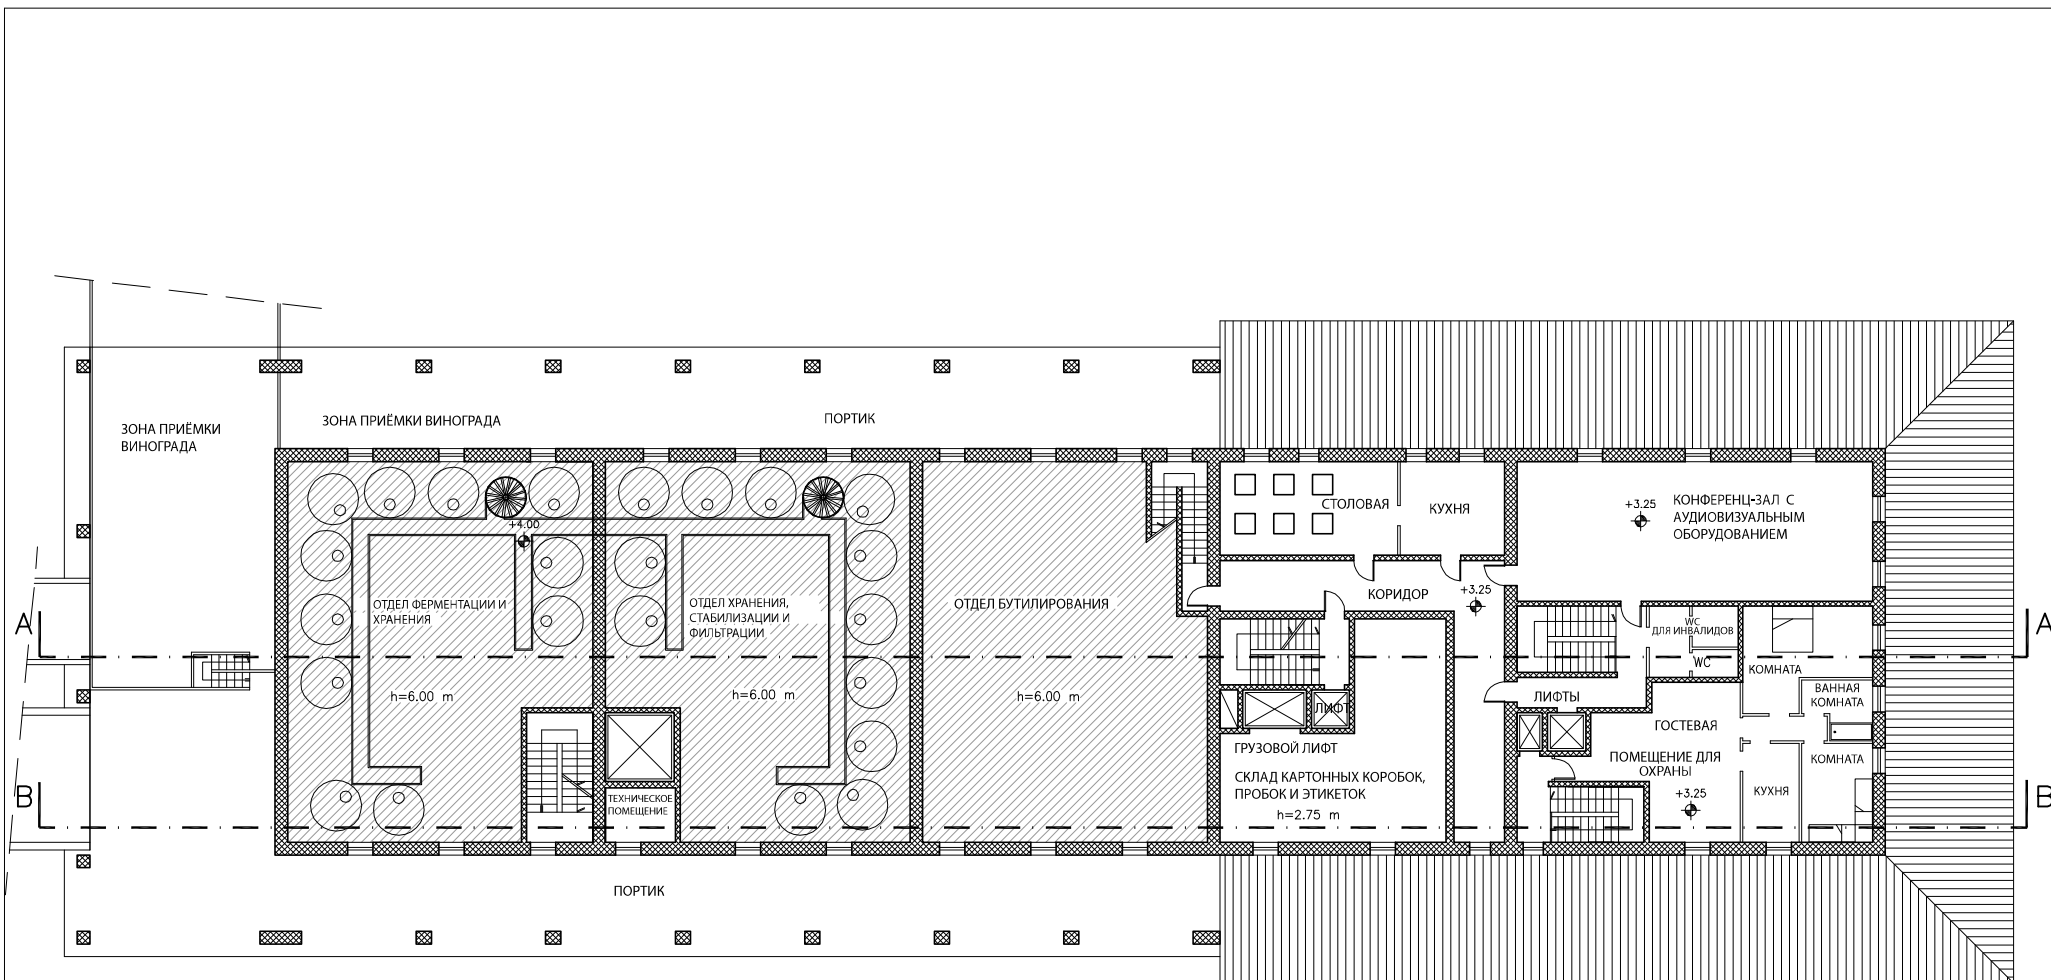 ЗОНА ПРИЁМКИ
ВИНОГРАДА
ЗОНА ПРИЁМКИ ВИНОГРАДА
ПОРТИК
+4.00
СТОЛОВАЯ
КУХНЯ
+3.25
КОНФЕРЕНЦ-ЗАЛ С
АУДИОВИЗУАЛЬНЫМ
ОБОРУДОВАНИЕМ
ОТДЕЛ ФЕРМЕНТАЦИИ И
ХРАНЕНИЯ
ОТДЕЛ ХРАНЕНИЯ,
СТАБИЛИЗАЦИИ И
ФИЛЬТРАЦИИ
ОТДЕЛ БУТИЛИРОВАНИЯ
КОРИДОР
+3.25
A
A
WC
ДЛЯ ИНВАЛИДОВ
WC
КОМНАТА
h=6.00 m
h=6.00 m
h=6.00 m
ЛИФТ
ЛИФТЫ
ВАННАЯ
КОМНАТА
ГОСТЕВАЯ
ГРУЗОВОЙ ЛИФТ
ПОМЕЩЕНИЕ ДЛЯ
ОХРАНЫ
+3.25
КОМНАТА
КУХНЯ
СКЛАД КАРТОННЫХ КОРОБОК,
ПРОБОК И ЭТИКЕТОК
h=2.75 m
B
B
ТЕХНИЧЕСКОЕ
ПОМЕЩЕНИЕ
ПОРТИК